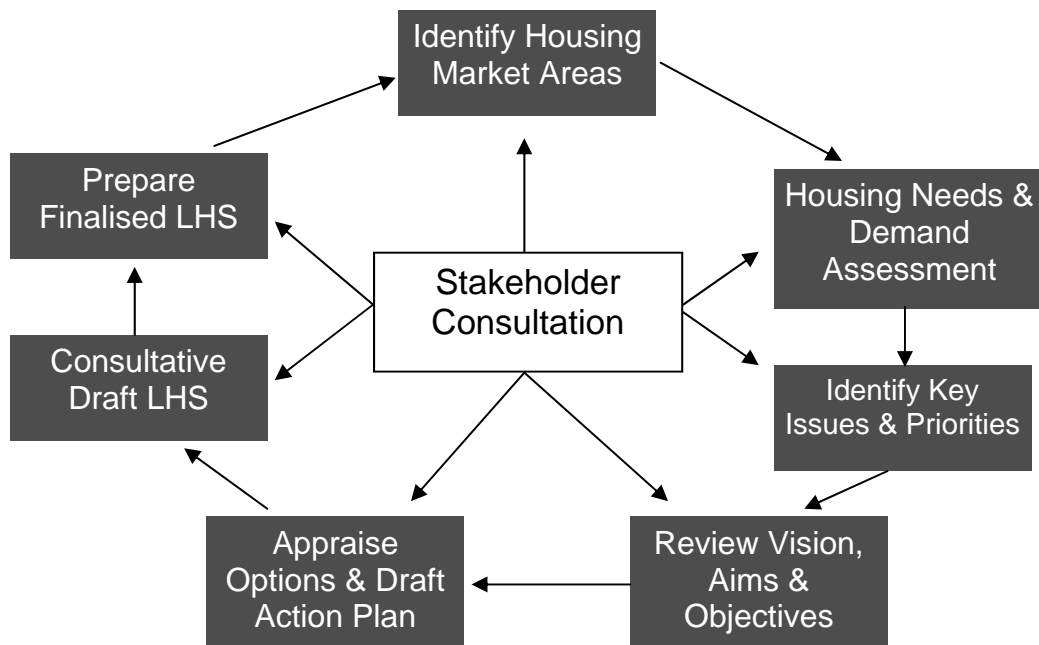 Identify Housing
Market Areas
Prepare
Finalised LHS
Housing Needs &
Demand
Assessment
Stakeholder
Consultation
Consultative
Draft LHS
Identify Key
Issues & Priorities
Appraise
Options & Draft
Action Plan
Review Vision,
Aims &
Objectives